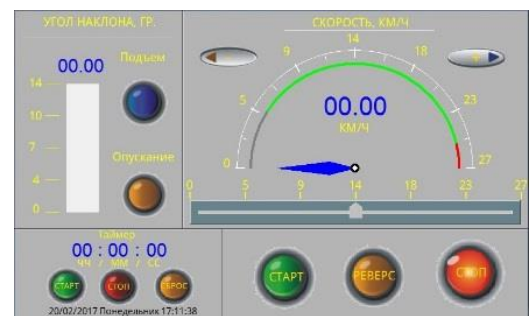 УГОЛ НАКЛОНА, ГР.
00.00
Подъем
14
10
7
4
0
Опускание
СКОРОСТЬ, КМ/Ч
0
5
9
14
18
23
27
00.00
КМ/Ч
0 5 9 14 18 23 27
Таймер
00 : 00 : 00
ЧЧ / ММ / СС
СТАРТ СТОП СБРОС
20/02/2017 Понедельник 17:11:38
СТАРТ РЕВЕРС СТОП